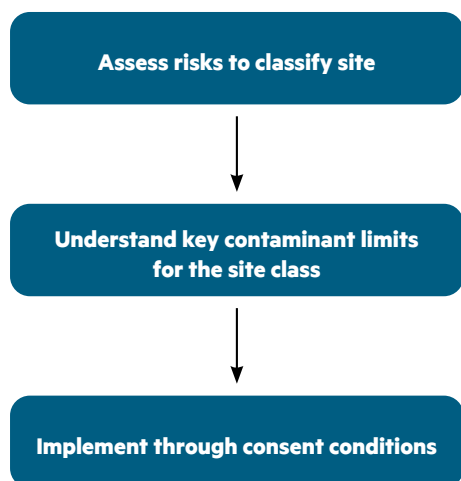 Assess risks to classify site
Understand key contaminant limits
for the site class
Implement through consent conditions